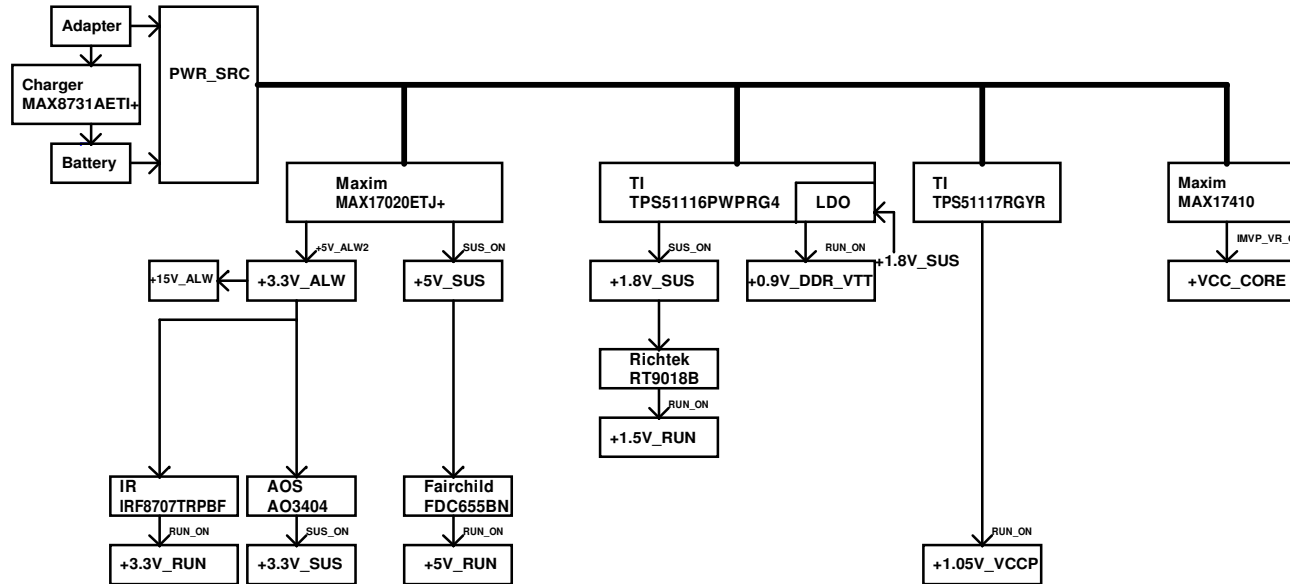 Adapter
PWR_SRC
Charger
MAX8731AETI+
Battery
Maxim
MAX17020ETJ+
TI
TPS51116PWPRG4
LDO
TI
TPS51117RGYR
Maxim
MAX17410
+5V_ALW2
SUS_ON
SUS_ON
RUN_ON
+1.8V_SUS
IMVP_VR_O
+15V_ALW
+3.3V_ALW
+5V_SUS
+1.8V_SUS
+0.9V_DDR_VTT
+VCC_CORE
Richtek
RT9018B
RUN_ON
+1.5V_RUN
IR
IRF8707TRPBF
AOS
AO3404
Fairchild
FDC655BN
RUN_ON
SUS_ON
RUN_ON
RUN_ON
+3.3V_RUN
+3.3V_SUS
+5V_RUN
+1.05V_VCCP